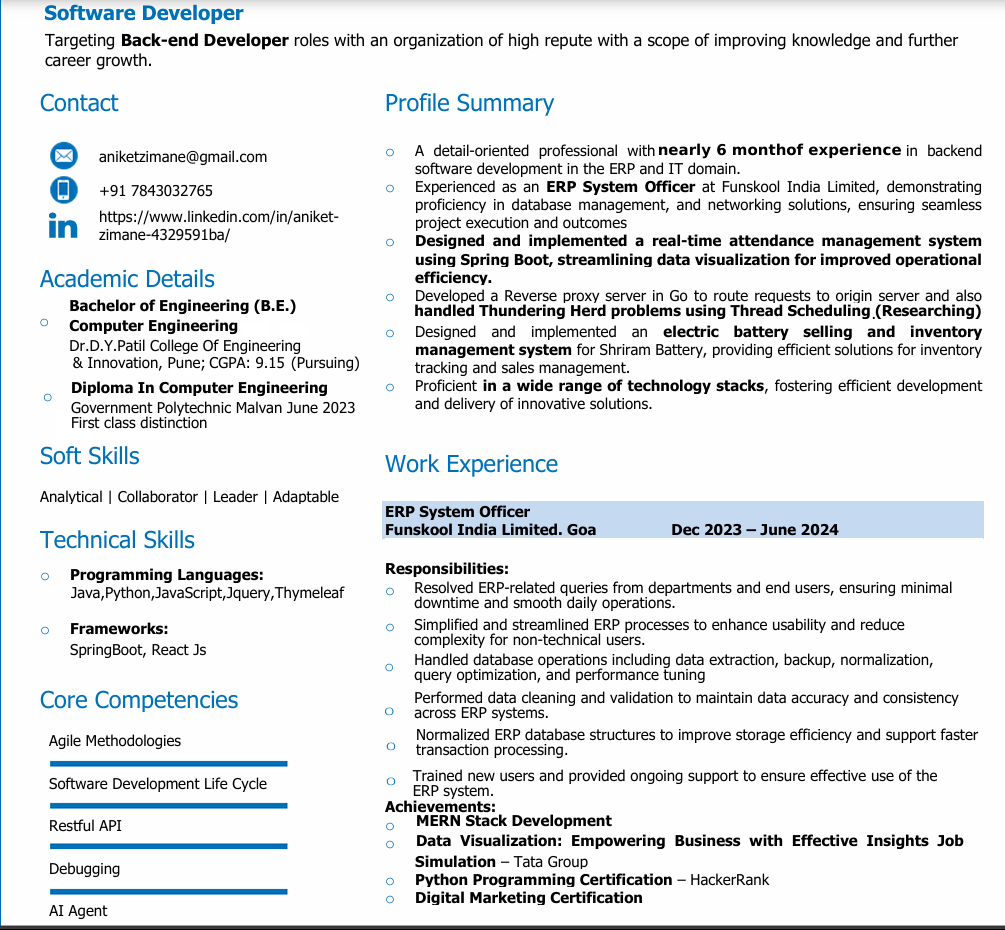 Software Developer
Targeting Back-end Developer roles with an organization of high repute with a scope of improving knowledge and further
career growth.
Contact
aniketzimane@gmail.com
+91 7843032765
https://www.linkedin.com/in/aniket-
zimane-4329591ba/
Academic Details
Bachelor of Engineering (B.E.)
Computer Engineering
Dr.D.Y.Patil College Of Engineering
& Innovation, Pune; CGPA: 9.15 (Pursuing)
Diploma In Computer Engineering
Government Polytechnic Malvan June 2023
First class distinction
Soft Skills
Analytical | Collaborator | Leader | Adaptable
Technical Skills
Programming Languages:
Java,Python,JavaScript,Jquery,Thymeleaf
Frameworks:
SpringBoot, React Js
Core Competencies
Agile Methodologies
Software Development Life Cycle
Restful API
Debugging
AI Agent
Profile Summary
A detail-oriented professional with nearly 6 monthof experience in backend
software development in the ERP and IT domain.
Experienced as an ERP System Officer at Funskool India Limited, demonstrating
proficiency in database management, and networking solutions, ensuring seamless
project execution and outcomes
Designed and implemented a real-time attendance management system
using Spring Boot, streamlining data visualization for improved operational
efficiency.
Developed a Reverse proxy server in Go to route requests to origin server and also
handled Thundering Herd problems using Thread Scheduling.(Researching)
Designed and implemented an electric battery selling and inventory
management system for Shriram Battery, providing efficient solutions for inventory
tracking and sales management.
Proficient in a wide range of technology stacks, fostering efficient development
and delivery of innovative solutions.
Work Experience
ERP System Officer
Funskool India Limited. Goa Dec 2023 – June 2024
Responsibilities:
Resolved ERP-related queries from departments and end users, ensuring minimal
downtime and smooth daily operations.
Simplified and streamlined ERP processes to enhance usability and reduce
complexity for non-technical users.
Handled database operations including data extraction, backup, normalization,
query optimization, and performance tuning
Performed data cleaning and validation to maintain data accuracy and consistency
across ERP systems.
Normalized ERP database structures to improve storage efficiency and support faster
transaction processing.
Trained new users and provided ongoing support to ensure effective use of the
ERP system.
Achievements:
MERN Stack Development
Data Visualization: Empowering Business with Effective Insights Job
Simulation – Tata Group
Python Programming Certification – HackerRank
Digital Marketing Certification